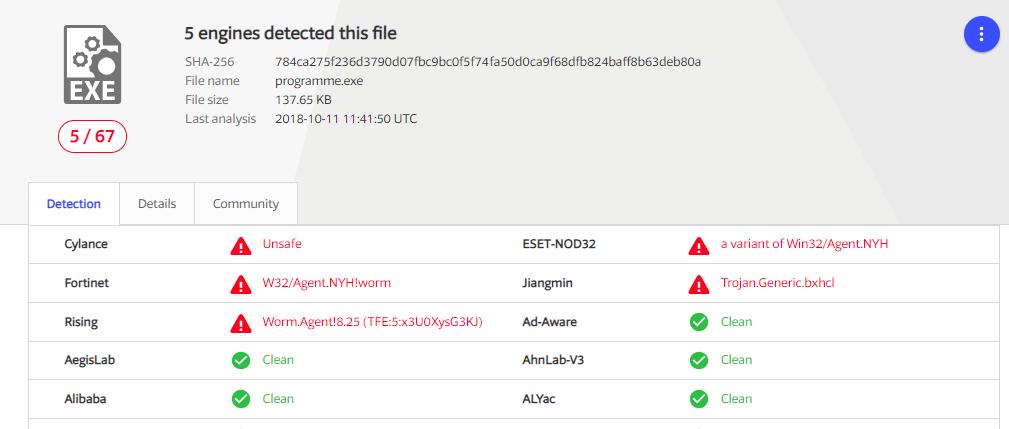 5 engines detected this file
SHA-256 784ca275f236d3790d07fbc9bc0f5f74fa50d0ca9f68dfb824baff8b63deb80a
File name programme.exe
File size 137.65 KB
Last analysis 2018-10-11 11:41:50 UTC
EXE
5 / 67
Detection Details Community
Cylance Unsafe ESET-NOD32 a variant of Win32/Agent.NYH
Fortinet W32/Agent.NYH!worm Jiangmin Trojan.Generic.bxhcl
Rising Worm.Agent!8.25 (TFE:5:x3U0XysG3KJ) Ad-Aware Clean
AegisLab Clean AhnLab-V3 Clean
Alibaba Clean ALYac Clean